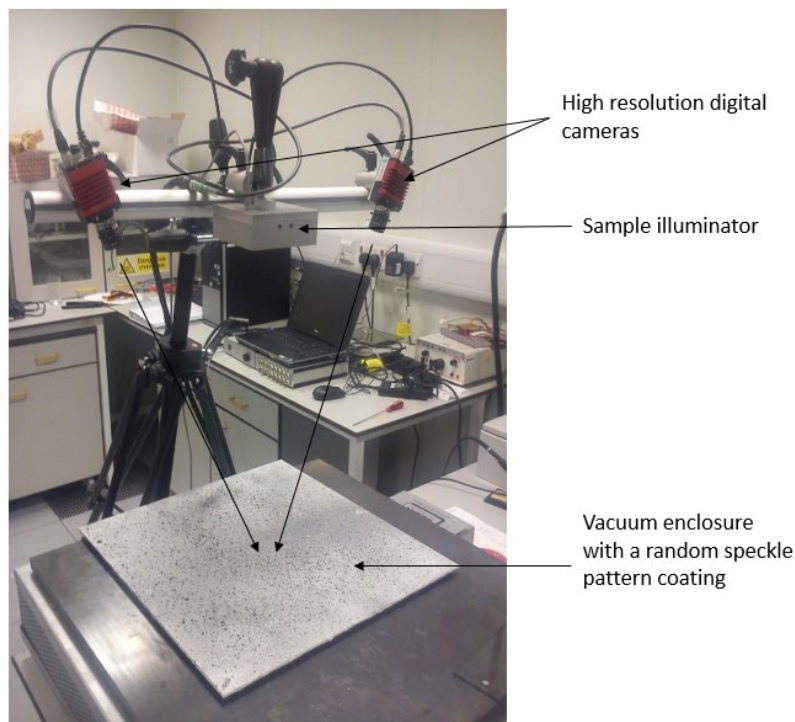 High resolution digital
cameras
Sample illuminator
Vacuum enclosure
with a random speckle
pattern coating